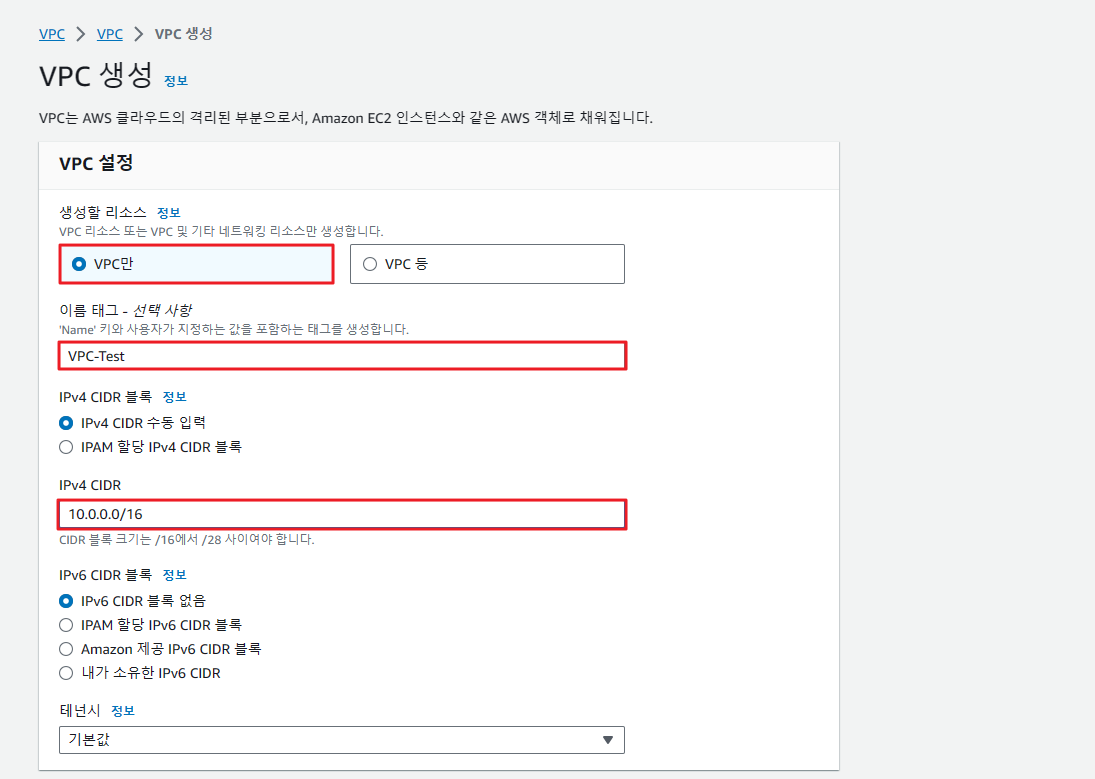 VPC > VPC > VPC 생성
VPC 생성 정보
VPC는 AWS 클라우드의 격리된 부분으로서, Amazon EC2 인스턴스와 같은 AWS 객체로 채워집니다.
VPC 설정
생성할 리소스 정보
VPC 리소스 또는 VPC 및 기타 네트워킹 리소스만 생성합니다.
VPC만 VPC 등
이름 태그 - 선택 사항
'Name' 키와 사용자가 지정하는 값을 포함하는 태그를 생성합니다.
VPC-Test
IPv4 CIDR 블록 정보
IPv4 CIDR 수동 입력
IPAM 할당 IPv4 CIDR 블록
IPv4 CIDR
10.0.0.0/16
CIDR 블록 크기는 /16에서 /28 사이여야 합니다.
IPv6 CIDR 블록 정보
IPv6 CIDR 블록 없음
IPAM 할당 IPv6 CIDR 블록
Amazon 제공 IPv6 CIDR 블록
내가 소유한 IPv6 CIDR
테넌시 정보
기본값